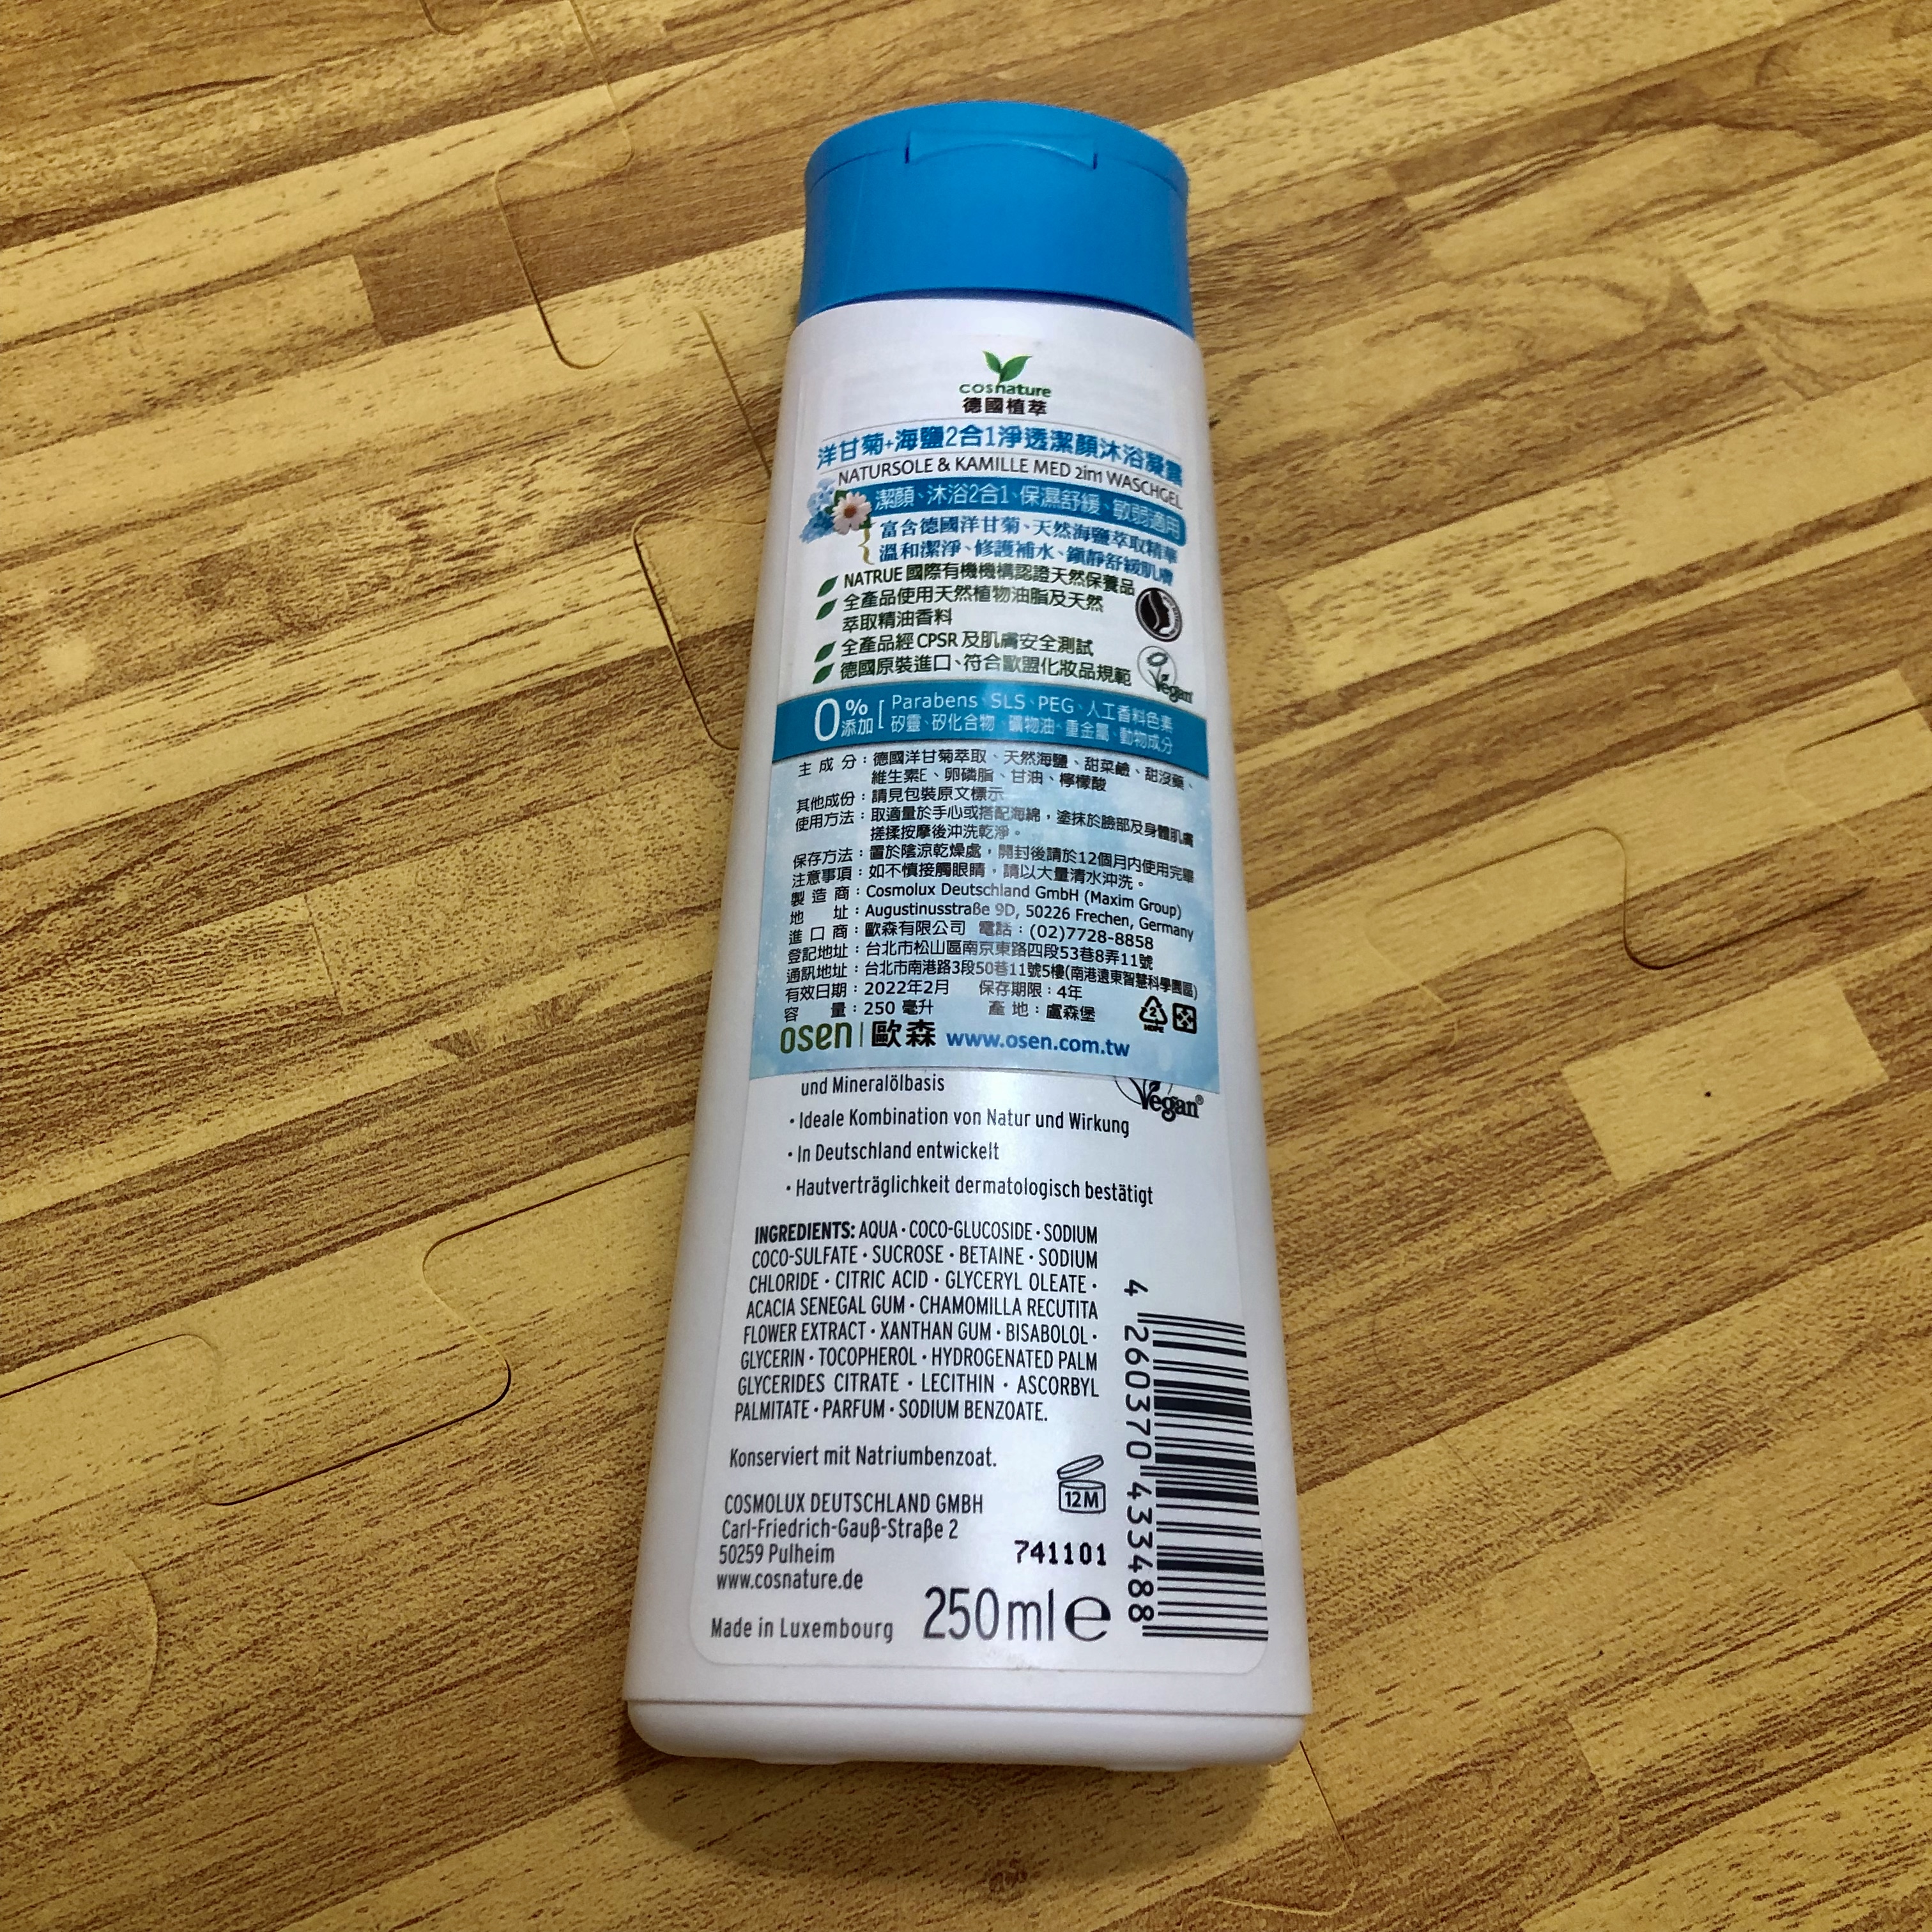 cosnature
德國植萃
洋甘菊+海鹽2合1淨透潔顏沐浴凝露
NATURSOLE & KAMILLE MED 2in1 WASCHGEL
潔顏、沐浴2合1、保濕舒緩、敏弱適用
富含德國洋甘菊、天然海鹽萃取精華
溫和潔淨、修護補水、鎮靜舒緩肌膚
NATRUE 國際有機機構認證天然保養品
全產品使用天然植物油脂及天然
萃取精油香料
全產品經 CPSR 及肌膚安全測試
德國原裝進口、符合歐盟化妝品規範
Vegan
0%添加 [ Parabens、SLS、PEG、人工香料色素
矽靈、矽化合物、礦物油、重金屬、動物成分
主成分：德國洋甘菊萃取、天然海鹽、甜菜鹼、甜沒藥、
維生素E、卵磷脂、甘油、檸檬酸
其他成份：請見包裝原文標示
使用方法：取適量於手心或搭配海綿，塗抹於臉部及身體肌膚
搓揉按摩後沖洗乾淨。
保存方法：置於陰涼乾燥處，開封後請於12個月內使用完畢
注意事項：如不慎接觸眼睛，請以大量清水沖洗。
製造商：Cosmolux Deutschland GmbH (Maxim Group)
地址：Augustinusstraße 9D, 50226 Frechen, Germany
進口商：歐森有限公司 電話：(02)7728-8858
登記地址：台北市松山區南京東路四段53巷8弄11號
通訊地址：台北市南港路3段50巷11號5樓(南港遠東智慧科學園區)
有效日期：2022年2月 保存期限：4年
容量：250 毫升 產地：盧森堡
2
HDPE
osen | 歐森 www.osen.com.tw
und Mineralölbasis
Vegan®
• Ideale Kombination von Natur und Wirkung
• In Deutschland entwickelt
• Hautverträglichkeit dermatologisch bestätigt
INGREDIENTS: AQUA • COCO-GLUCOSIDE • SODIUM
COCO-SULFATE • SUCROSE • BETAINE • SODIUM
CHLORIDE • CITRIC ACID • GLYCERYL OLEATE •
ACACIA SENEGAL GUM • CHAMOMILLA RECUTITA
FLOWER EXTRACT • XANTHAN GUM • BISABOLOL •
GLYCERIN • TOCOPHEROL • HYDROGENATED PALM
GLYCERIDES CITRATE • LECITHIN • ASCORBYL
PALMITATE • PARFUM • SODIUM BENZOATE.
Konserviert mit Natriumbenzoat.
12M
COSMOLUX DEUTSCHLAND GMBH
Carl-Friedrich-Gauß-Straße 2
50259 Pulheim
www.cosnature.de
741101
Made in Luxembourg
250 ml e
4 260370 433488